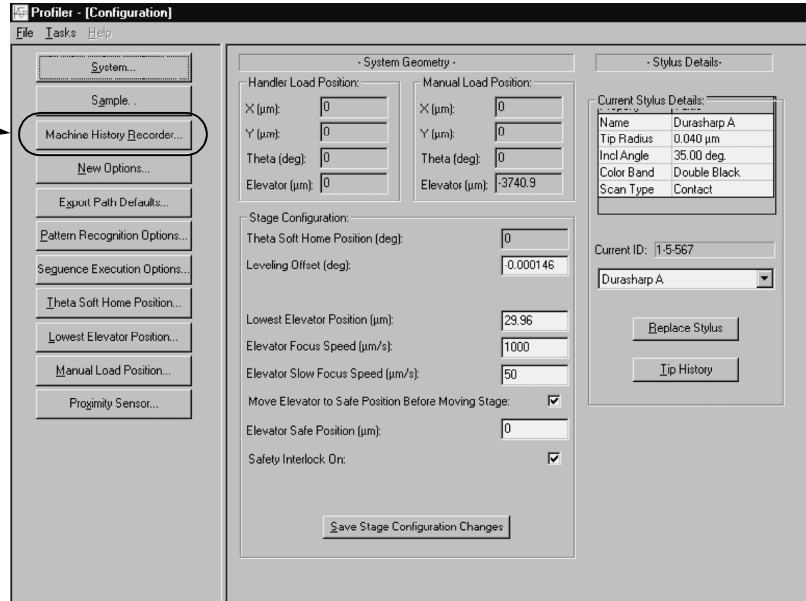 Profiler - [Configuration]
File Tasks Help
System...
Sample. .
Machine History Recorder...
New Options...
Export Path Defaults...
Pattern Recognition Options...
Sequence Execution Options...
Theta Soft Home Position...
Lowest Elevator Position...
Manual Load Position...
Proximity Sensor...
- System Geometry -
Handler Load Position:
X (µm): 0
Y (µm): 0
Theta (deg): 0
Elevator (µm): 0
Manual Load Position:
X (µm): 0
Y (µm): 0
Theta (deg): 0
Elevator (µm): -3740.9
Stage Configuration:
Theta Soft Home Position (deg): 0
Leveling Offset (deg): -0.000146
Lowest Elevator Position (µm): 29.96
Elevator Focus Speed (µm/s): 1000
Elevator Slow Focus Speed (µm/s): 50
Move Elevator to Safe Position Before Moving Stage:
Elevator Safe Position (µm): 0
Safety Interlock On:
Save Stage Configuration Changes
- Stylus Details-
Current Stylus Details:
Name Durasharp A
Tip Radius 0.040 µm
Incl Angle 35.00 deg.
Color Band Double Black
Scan Type Contact
Current ID: 1-5-567
Durasharp A
Replace Stylus
Tip History